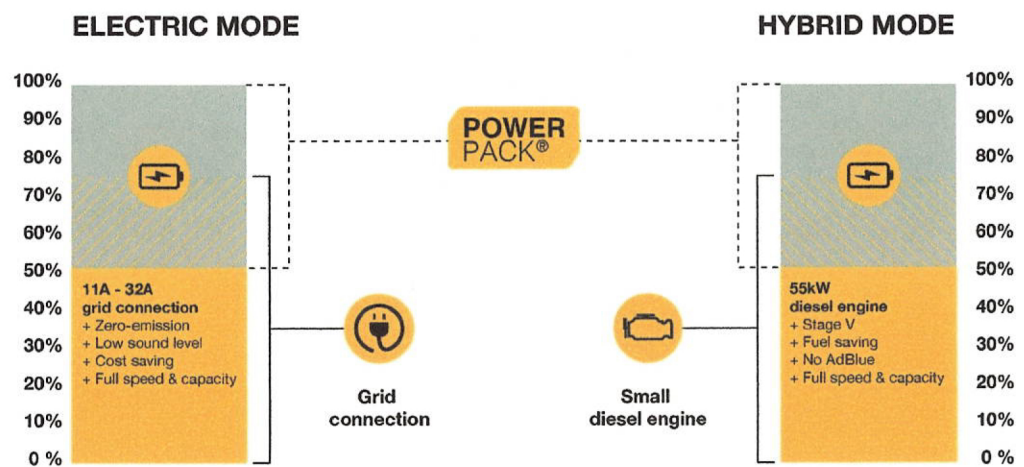 ELECTRIC MODE
HYBRID MODE
100%
90%
80%
70%
60%
50%
40%
30%
20%
10%
0 %
11A - 32A
grid connection
+ Zero-emission
+ Low sound level
+ Cost saving
+ Full speed & capacity
POWER
PACK®
Grid
connection
Small
diesel engine
55kW
diesel engine
+ Stage V
+ Fuel saving
+ No AdBlue
+ Full speed & capacity
100%
90%
80%
70%
60%
50%
40%
30%
20%
10%
0 %